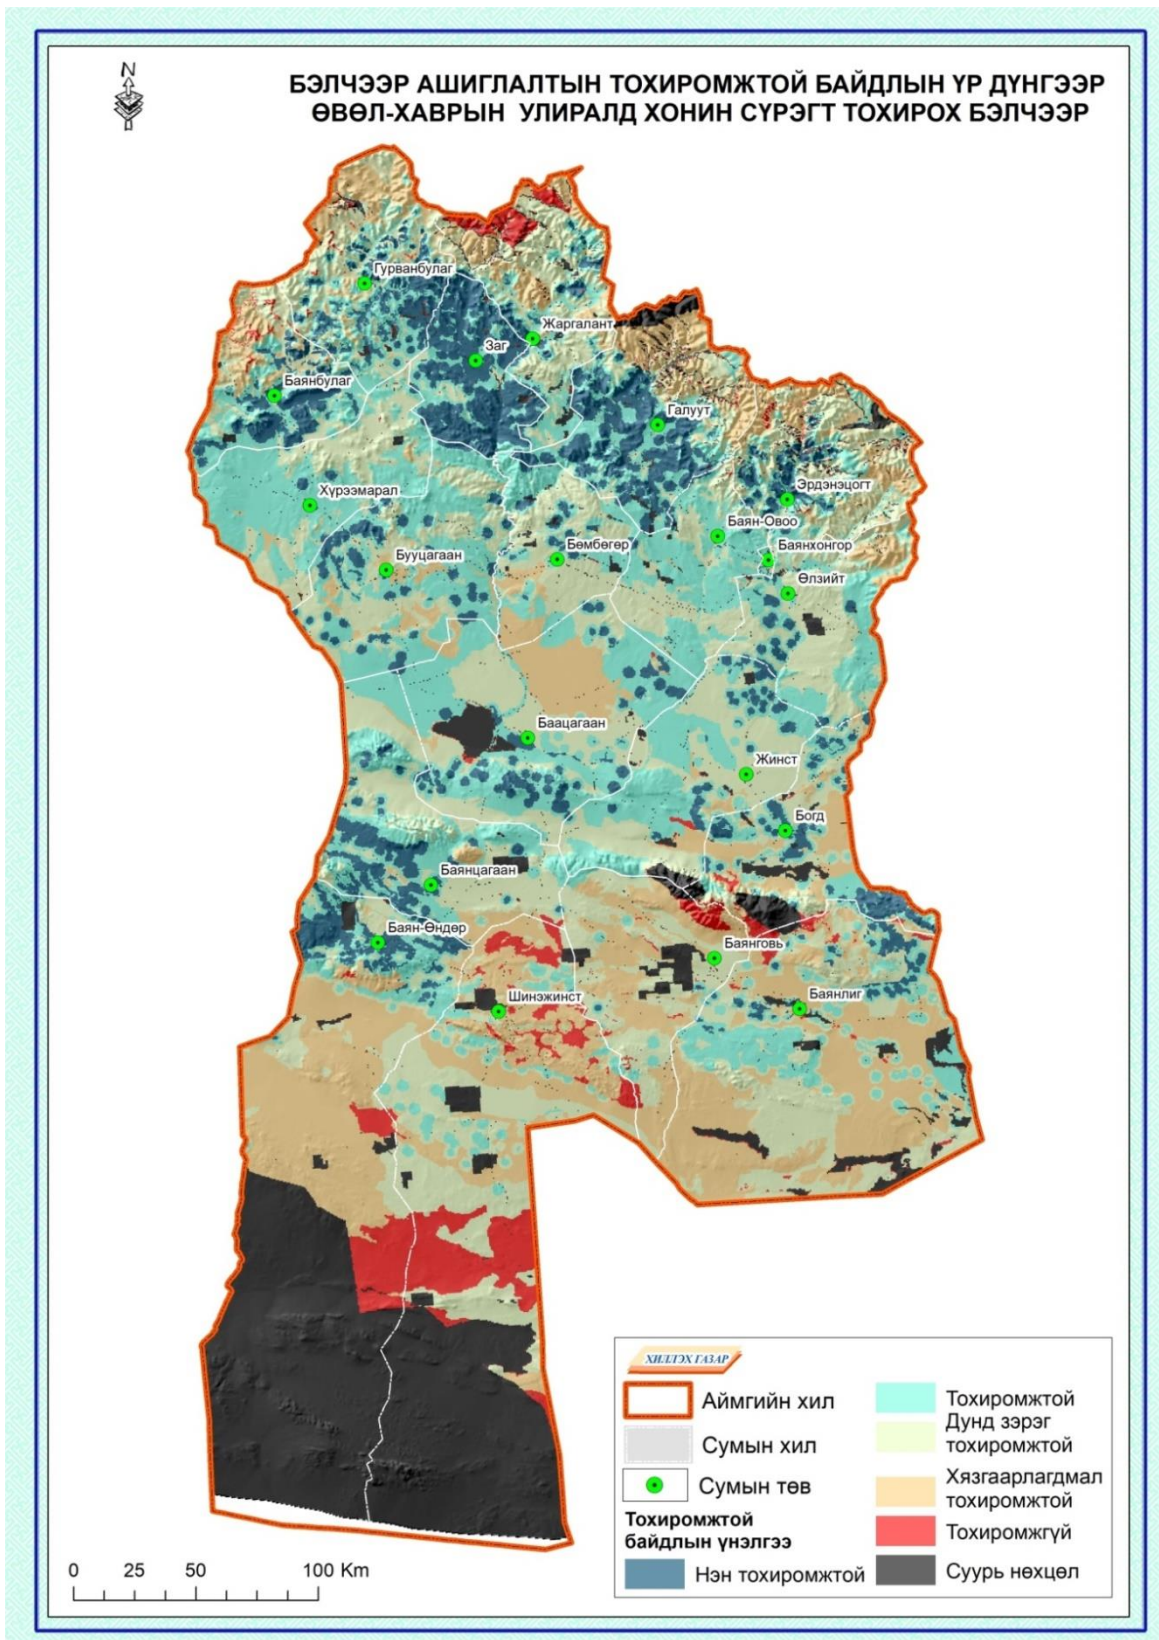 N
БЭЛЧЭЭР АШИГЛАЛТЫН ТОХИРОМЖТОЙ БАЙДЛЫН ҮР ДҮНГЭЭР
ӨВӨЛ-ХАВРЫН УЛИРАЛД ХОНИН СҮРЭГТ ТОХИРОХ БЭЛЧЭЭР
Гурванбулаг
Жаргалант
Заг
Баянбулаг
Галуут
Эрдэнэцогт
Хүрээмарал
Баян-Овоо
Баянхонгор
Бөмбөгөр
Бууцагаан
Өлзийт
Баацагаан
Жинст
Богд
Баянцагаан
Баян-Өндөр
Баянговь
Шинэжинст
Баянлиг
ХИЛЛЭХ ГАЗАР
Аймгийн хил
Сумын хил
Сумын төв
Тохиромжтой
байдлын үнэлгээ
Нэн тохиромжтой
Тохиромжтой
Дунд зэрэг
тохиромжтой
Хязгаарлагдмал
тохиромжтой
Тохиромжгүй
Суурь нөхцөл
0 25 50 100 Km